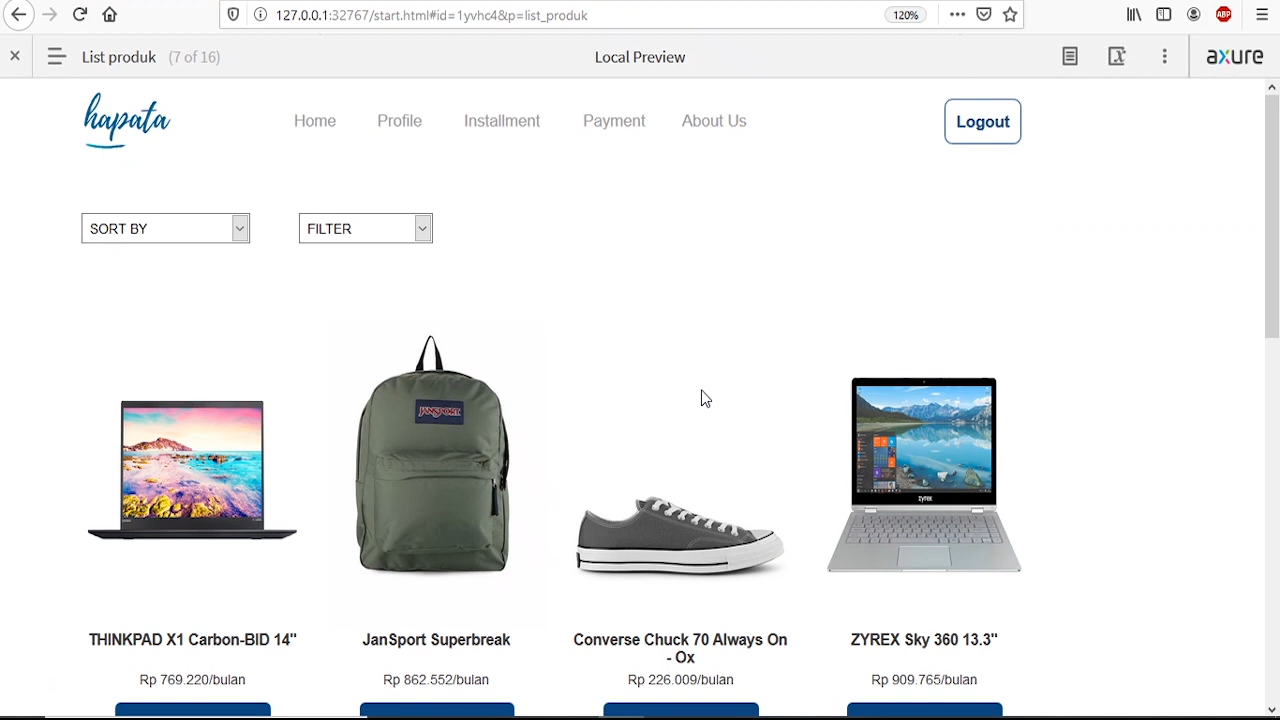 127.0.0.1:32767/start.html#id=1yvhc4&p=list_produk
120%
ABP
List produk (7 of 16)
Local Preview
axure
hapata
Home Profile Installment Payment About Us
Logout
SORT BY
FILTER
JANSPORT
ZYREX
THINKPAD X1 Carbon-BID 14"
Rp 769.220/bulan
JanSport Superbreak
Rp 862.552/bulan
Converse Chuck 70 Always On
- Ox
Rp 226.009/bulan
ZYREX Sky 360 13.3"
Rp 909.765/bulan